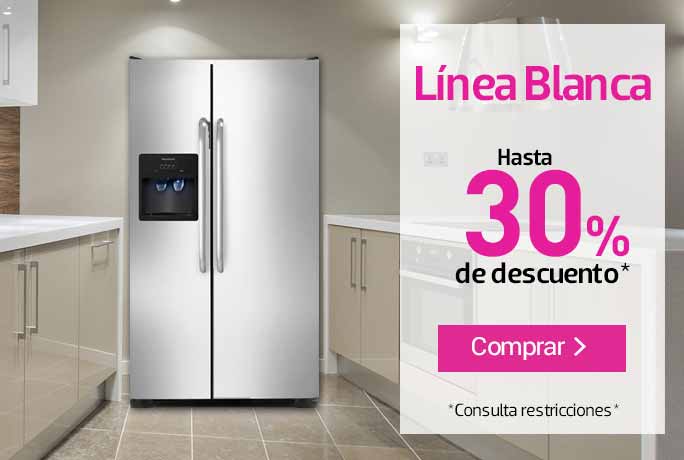 Línea Blanca
Hasta
30%
de descuento*
Comprar >
*Consulta restricciones*